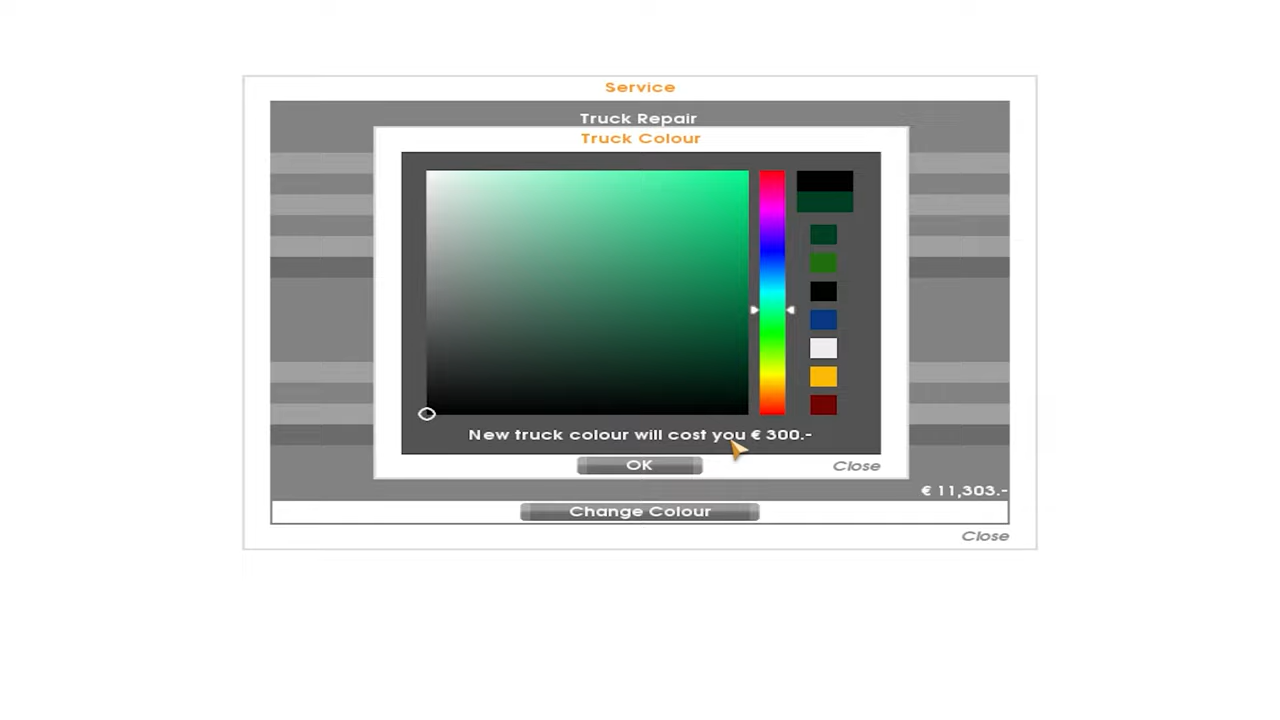 Service
Truck Repair
Truck Colour
New truck colour will cost you € 300.-
OK
Close
€ 11,303.-
Change Colour
Close